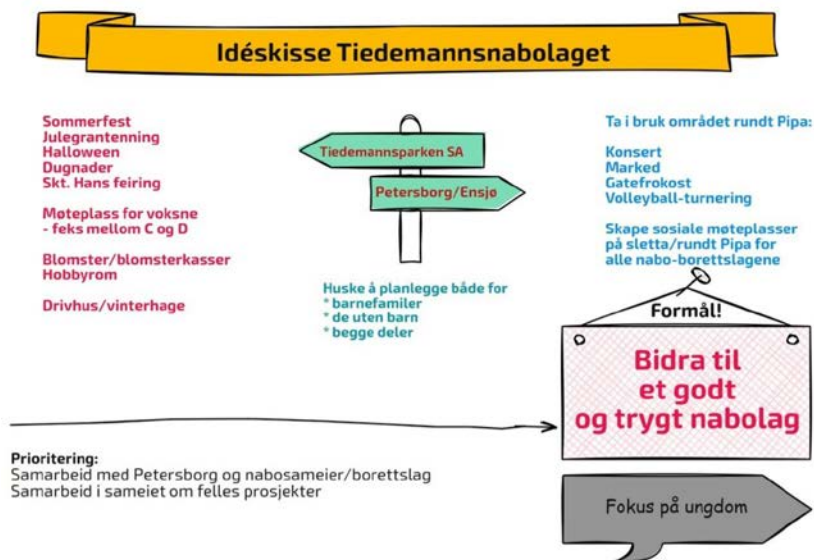 Idéskisse Tiedemannsnabolaget
Sommerfest
Julegrantenning
Halloween
Dugnader
Skt. Hans feiring
Møteplass for voksne
- feks mellom C og D
Blomster/blomsterkasser
Hobbyrom
Drivhus/vinterhage
Tiedemannsparken SA
Petersborg/Ensjø
Huske å planlegge både for
* barnefamiler
* de uten barn
* begge deler
Ta i bruk området rundt Pipa:
Konsert
Marked
Gatefrokost
Volleyball-turnering
Skape sosiale møteplasser
på sletta/rundt Pipa for
alle nabo-borettslagene
Formål!
Bidra til
et godt
og trygt nabolag
Prioritering:
Samarbeid med Petersborg og nabosameier/borettslag
Samarbeid i sameiet om felles prosjekter
Fokus på ungdom